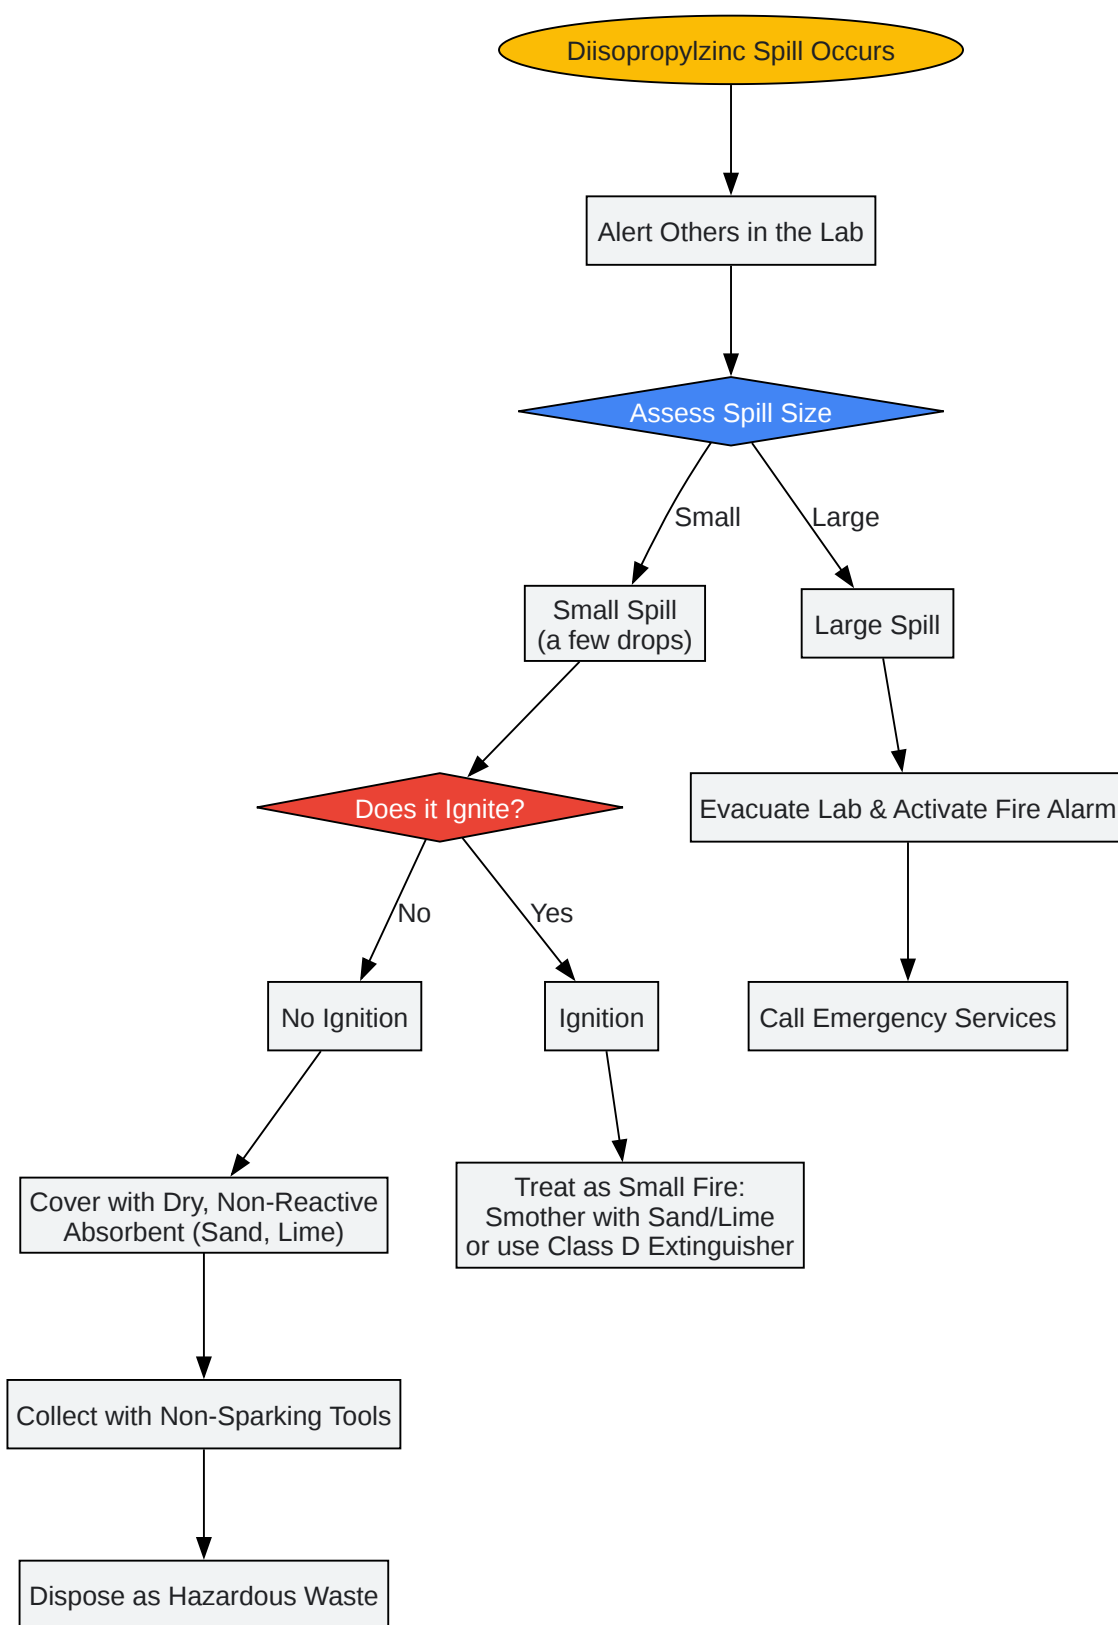 Diisopropylzinc Spill Occurs
Alert Others in the Lab
Assess Spill Size
Small
Large
Small Spill
(a few drops)
Large Spill
Does it Ignite?
Evacuate Lab & Activate Fire Alarm
No
Yes
No Ignition
Ignition
Call Emergency Services
Cover with Dry, Non-Reactive
Absorbent (Sand, Lime)
Treat as Small Fire:
Smother with Sand/Lime
or use Class D Extinguisher
Collect with Non-Sparking Tools
Dispose as Hazardous Waste